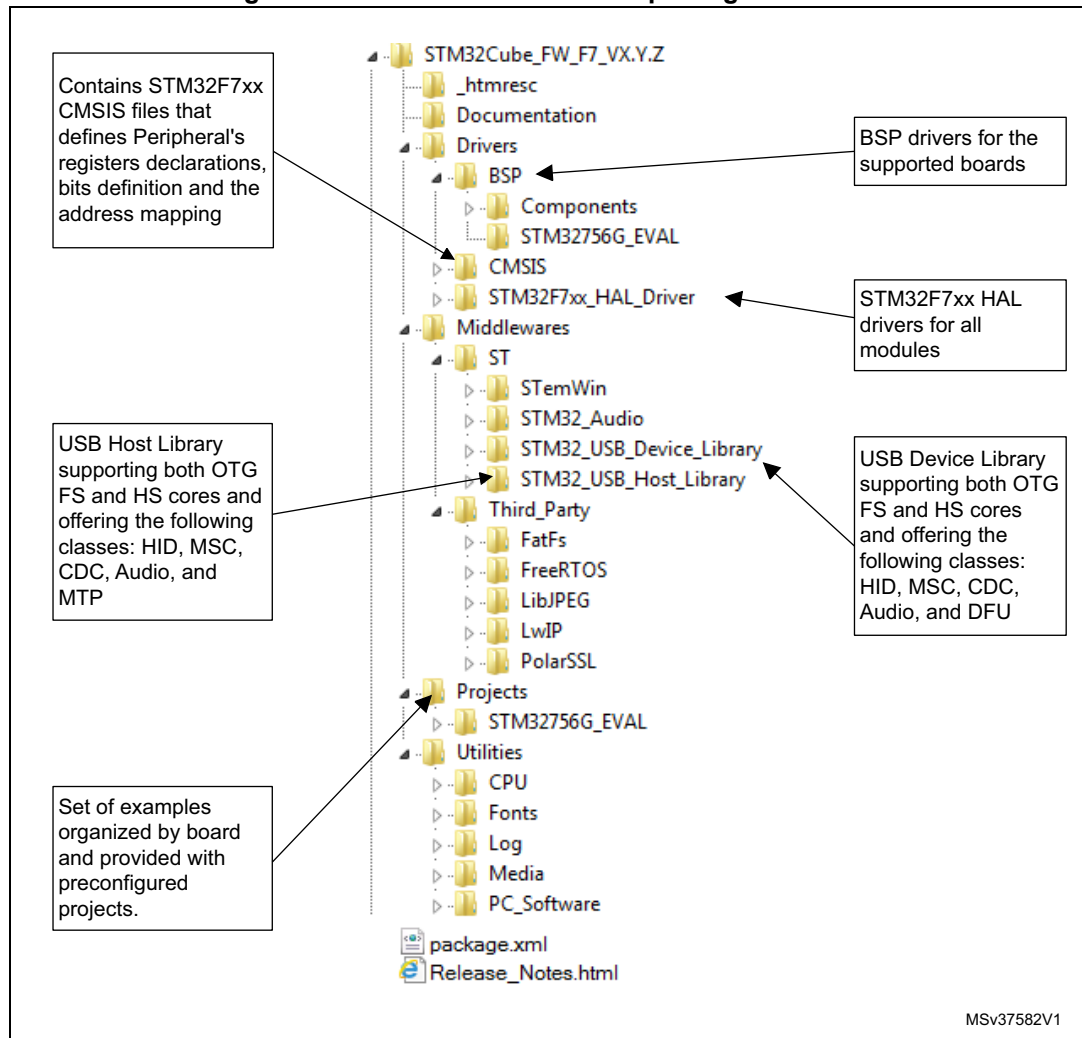 STM32Cube_FW_F7_VX.Y.Z
_htmresc
Documentation
Drivers
BSP
Components
STM32756G_EVAL
CMSIS
STM32F7xx_HAL_Driver
Middlewares
ST
STemWin
STM32_Audio
STM32_USB_Device_Library
STM32_USB_Host_Library
Third_Party
FatFs
FreeRTOS
LibJPEG
LwIP
PolarSSL
Projects
STM32756G_EVAL
Utilities
CPU
Fonts
Log
Media
PC_Software
package.xml
Release_Notes.html
Contains STM32F7xx
CMSIS files that
defines Peripheral's
registers declarations,
bits definition and the
address mapping
USB Host Library
supporting both OTG
FS and HS cores and
offering the following
classes: HID, MSC,
CDC, Audio, and
MTP
Set of examples
organized by board
and provided with
preconfigured
projects.
BSP drivers for the
supported boards
STM32F7xx HAL
drivers for all
modules
USB Device Library
supporting both OTG
FS and HS cores
and offering the
following classes:
HID, MSC, CDC,
Audio, and DFU
MSv37582V1